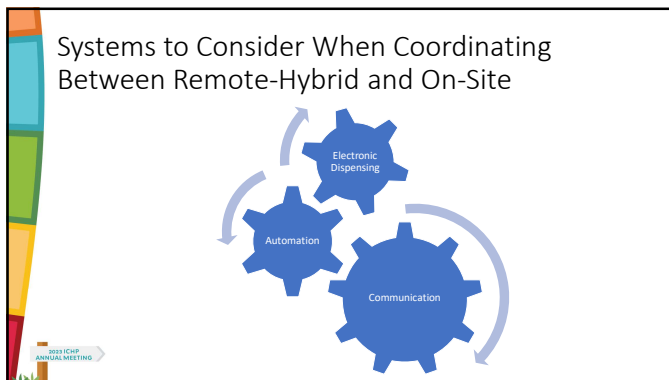 Systems to Consider When Coordinating
Between Remote-Hybrid and On-Site
Electronic
Dispensing
Automation
Communication
2023 ICHP
ANNUAL MEETING